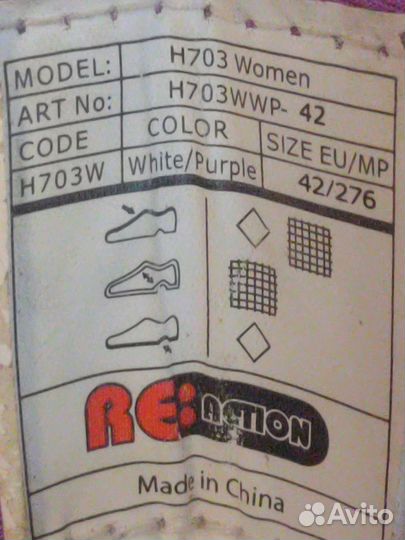 MODEL: H703 Women
ART No: H703WWP- 42
CODE COLOR SIZE EU/MP
H703W White/Purple 42/276
RE:ACTION
Made in China
Avito